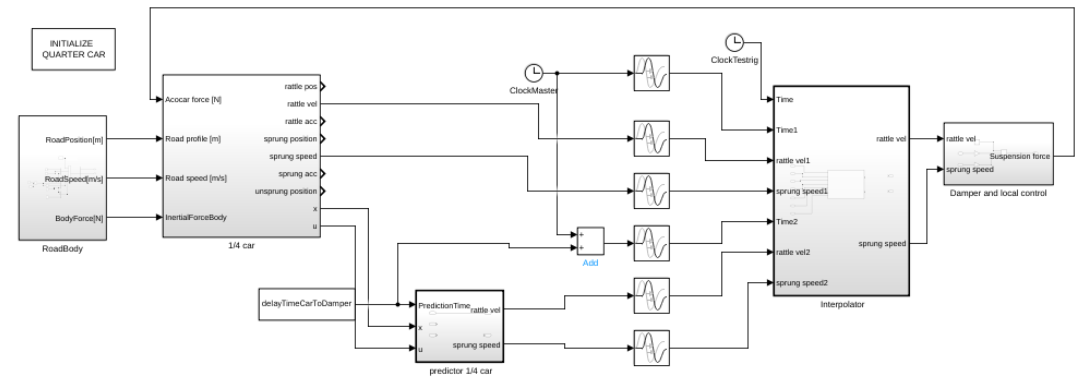 INITIALIZE
QUARTER CAR
ClockMaster
ClockTestrig
Acocar force [N]
Road profile [m]
Road speed [m/s]
InertialForceBody
rattle pos
rattle vel
rattle acc
sprung position
sprung speed
sprung acc
unsprung position
x
u
1/4 car
RoadPosition[m]
RoadSpeed[m/s]
BodyForce[N]
RoadBody
+
+
Add
delayTimeCarToDamper
PredictionTime
x
u
rattle vel
sprung speed
predictor 1/4 car
Time
Time1
rattle vel1
sprung speed1
Time2
rattle vel2
sprung speed2
rattle vel
sprung speed
Interpolator
rattle vel
sprung speed
Suspension force
Damper and local control